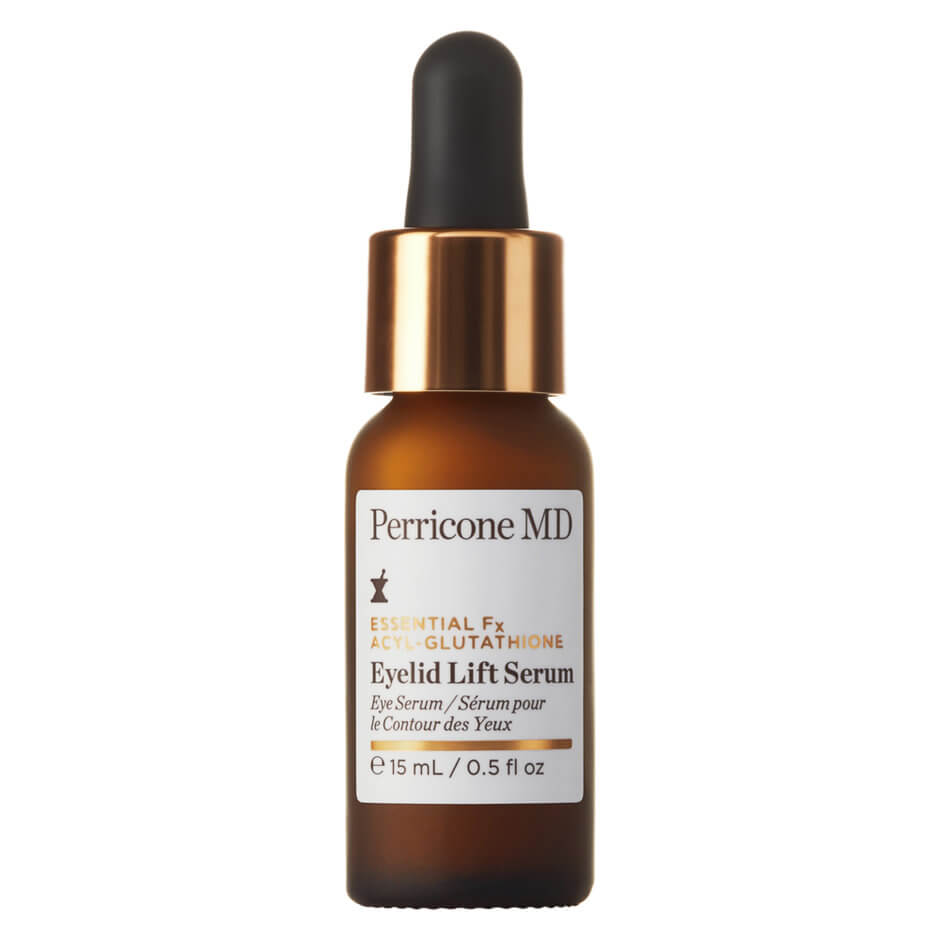 Perricone MD
ESSENTIAL Fx
ACYL-GLUTATHIONE
Eyelid Lift Serum
Eye Serum / Sérum pour
le Contour des Yeux
℮ 15 mL / 0.5 fl oz